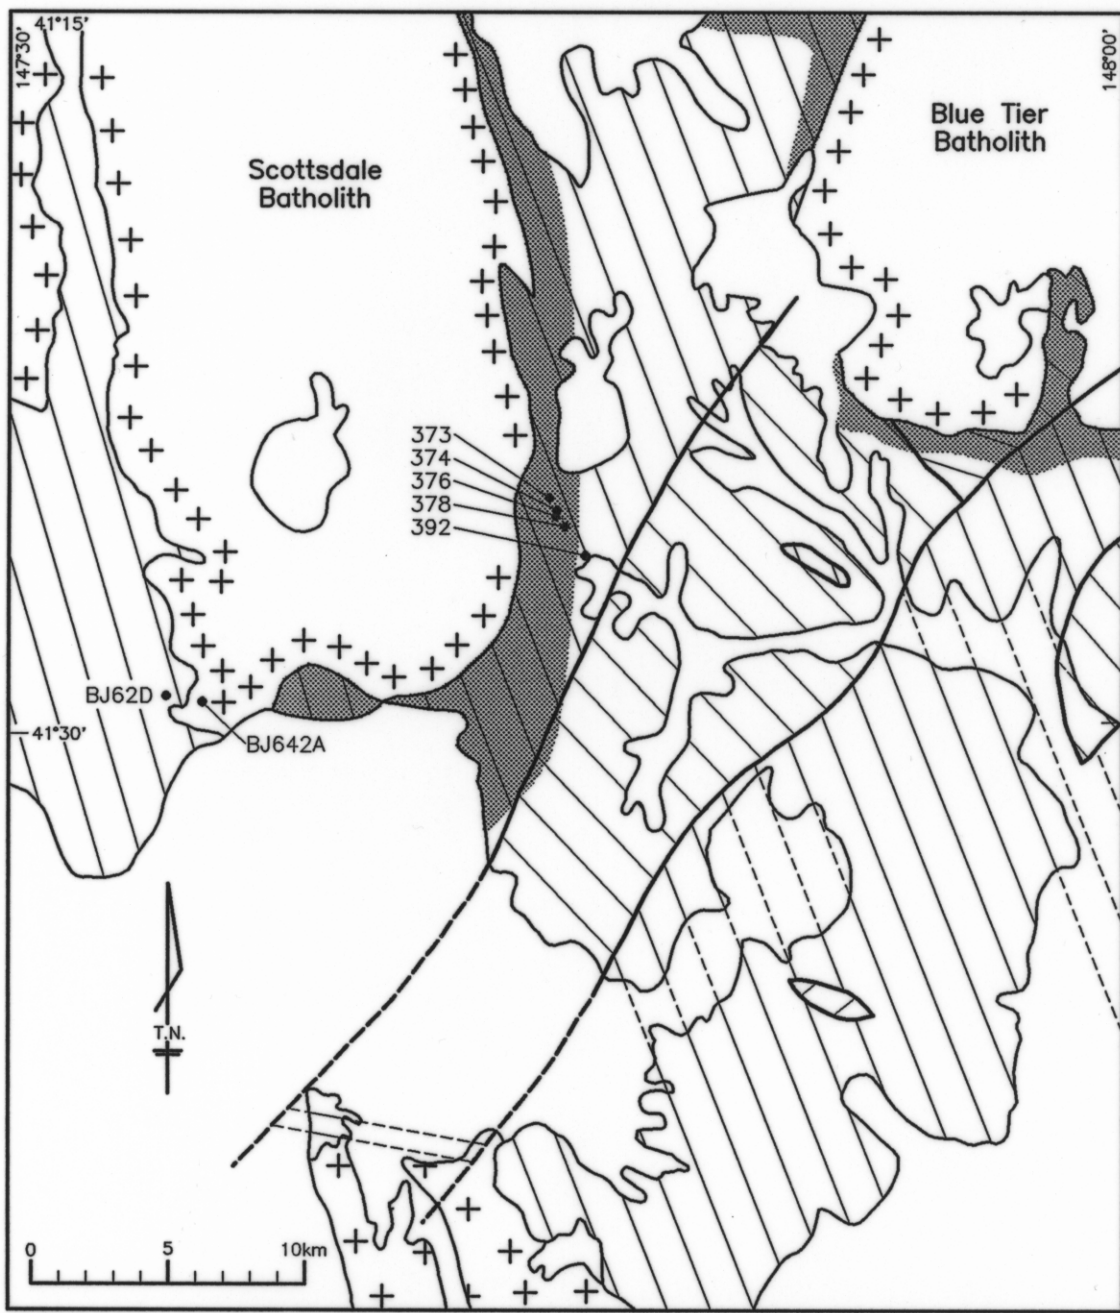 41°15'
147°30'
148°00'
Blue Tier
Batholith
Scottsdale
Batholith
373
374
376
378
392
BJ62D
BJ642A
41°30'
T.N.
0 5 10km